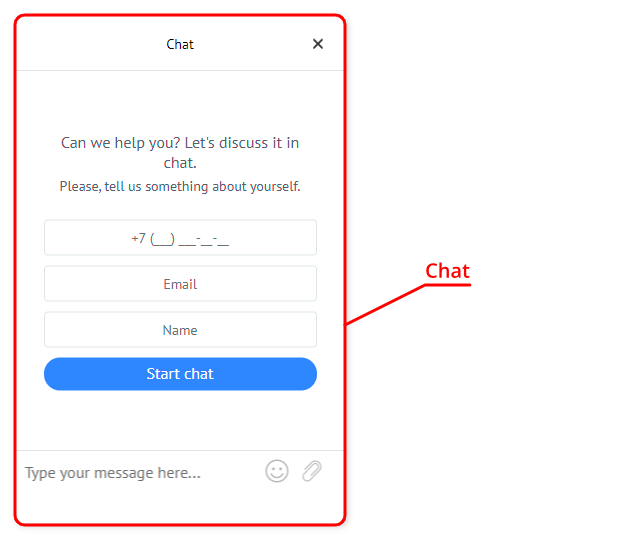 Chat
Can we help you? Let's discuss it in
chat.
Please, tell us something about yourself.
+7 (___) ___-__-__
Email
Name
Start chat
Type your message here...
Chat